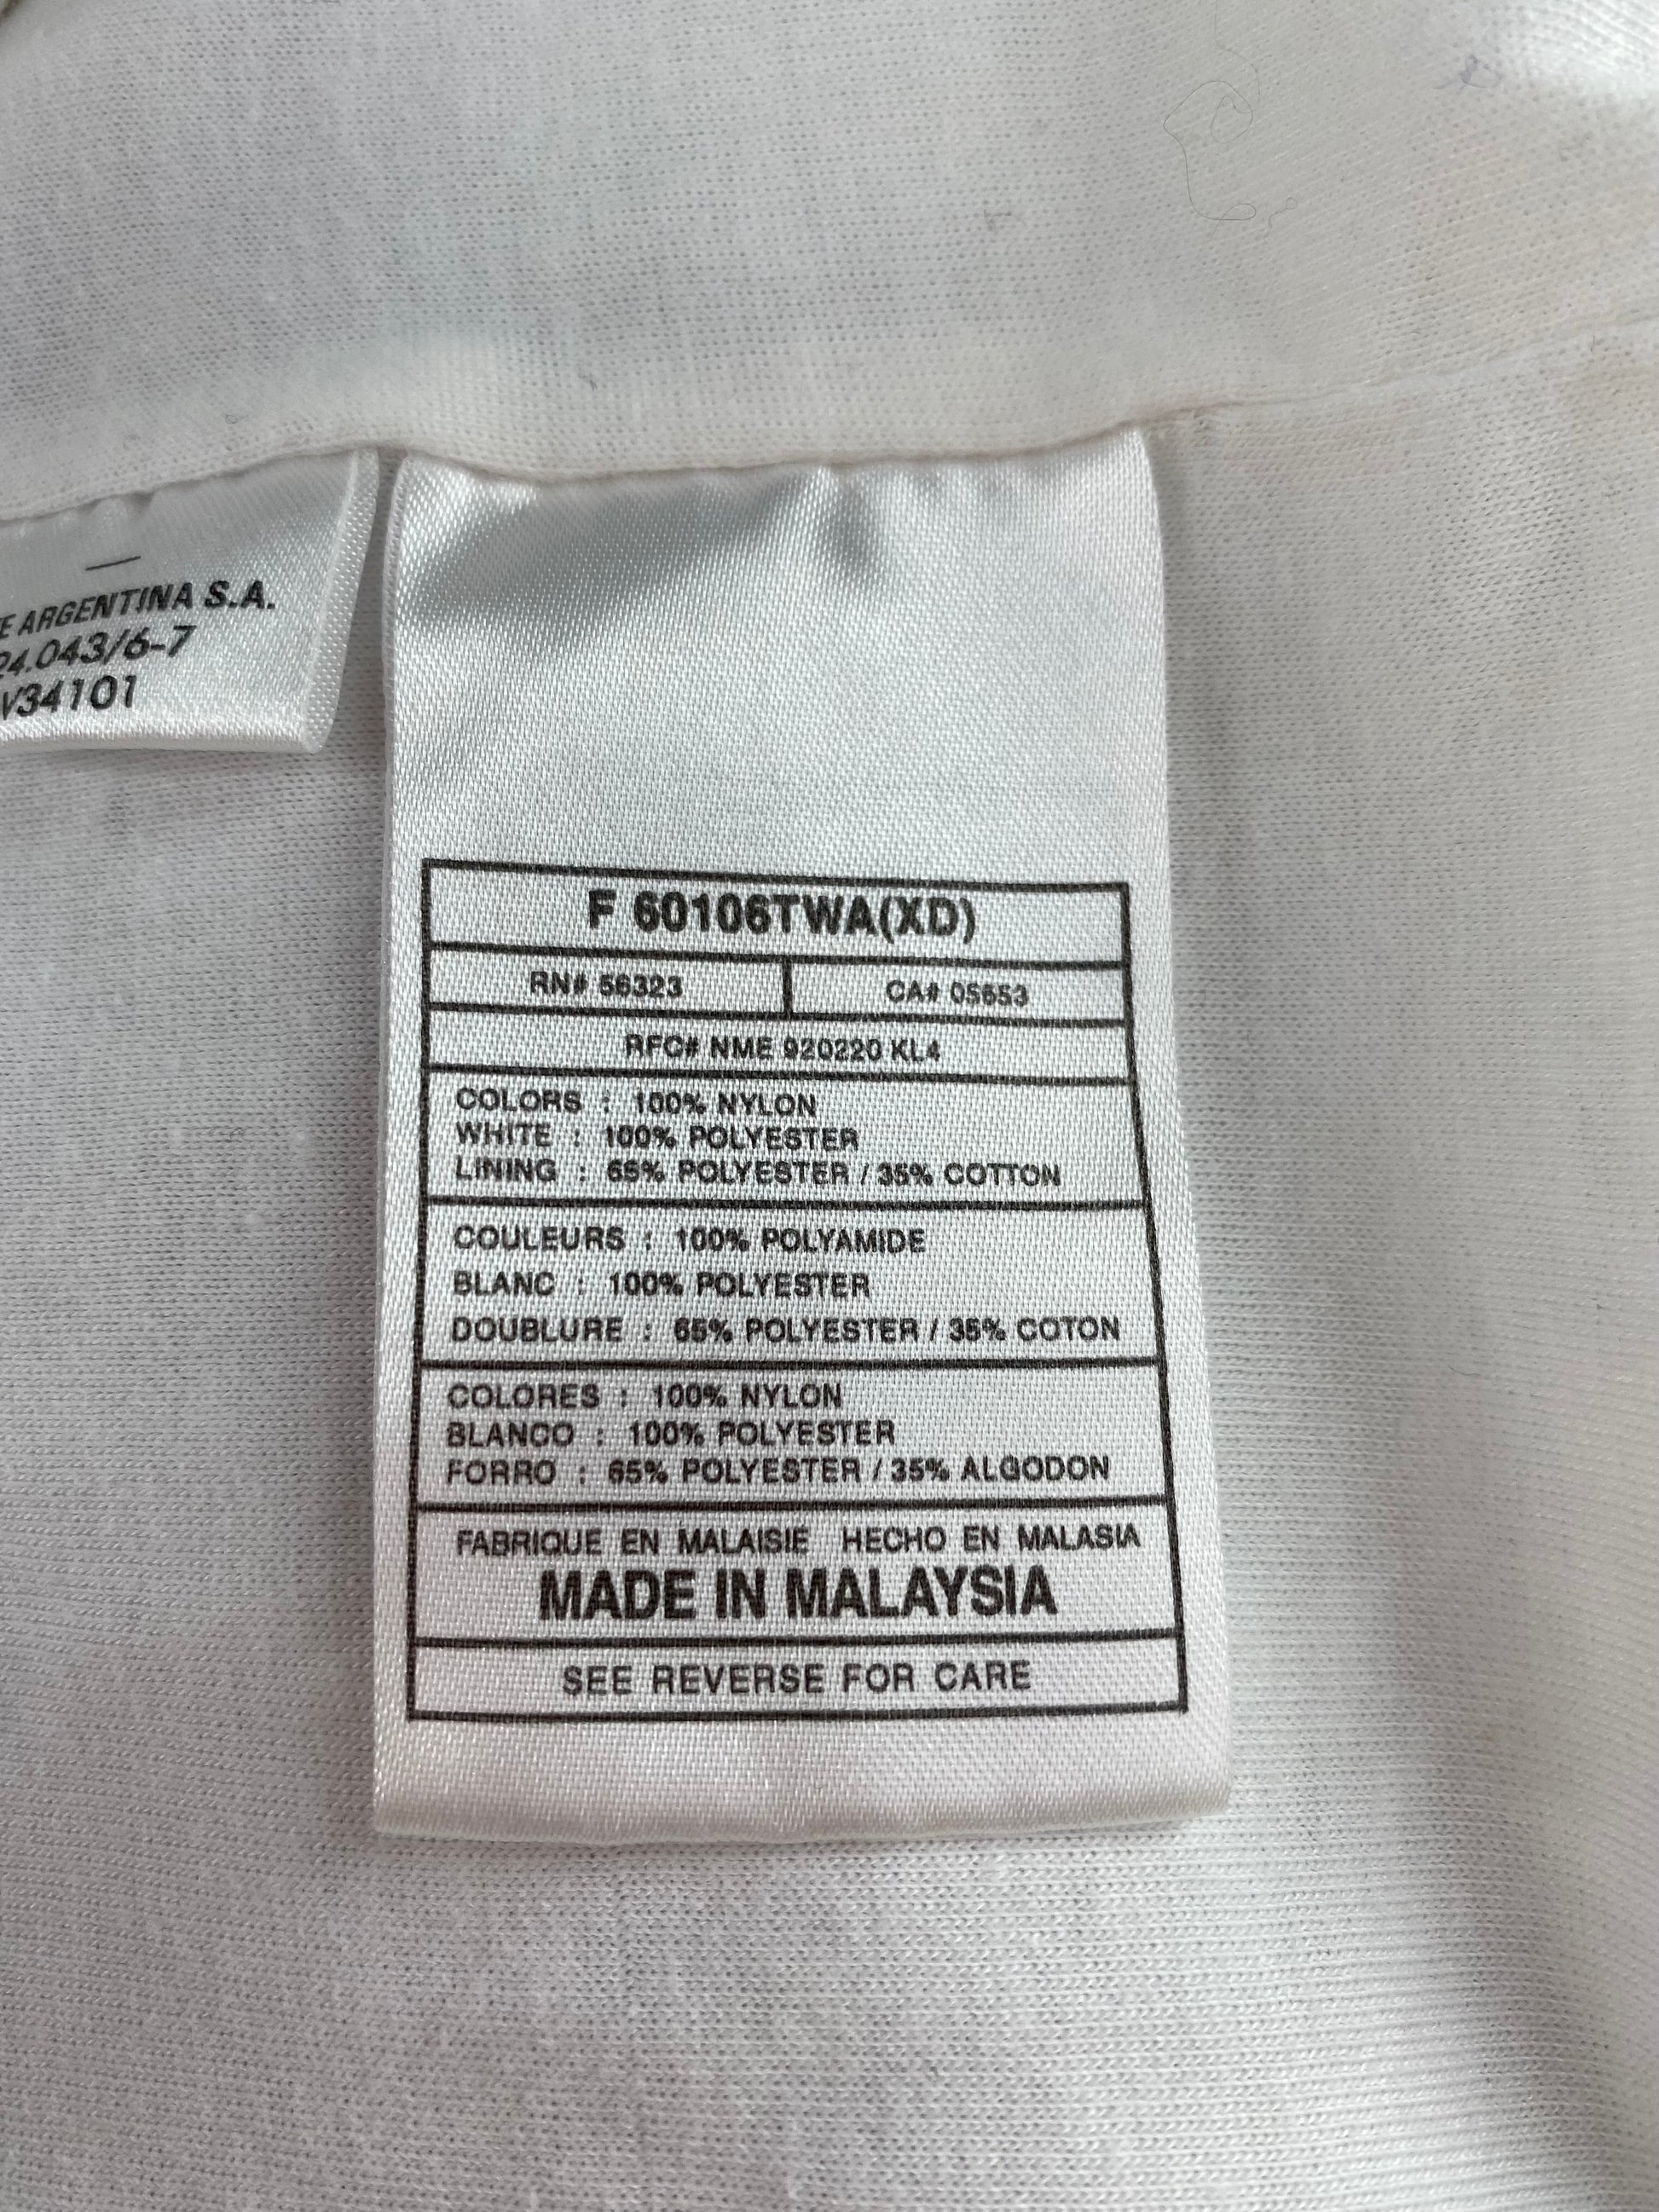 E ARGENTINA S.A.
24.043/6-7
V34101
F 60106TWA(XD)
RN# 56323 CA# 05553
RFC# NME 920220 KL4
COLORS : 100% NYLON
WHITE : 100% POLYESTER
LINING : 65% POLYESTER / 35% COTTON
COULEURS : 100% POLYAMIDE
BLANC : 100% POLYESTER
DOUBLURE : 65% POLYESTER / 35% COTON
COLORES : 100% NYLON
BLANCO : 100% POLYESTER
FORRO : 65% POLYESTER / 35% ALGODON
FABRIQUE EN MALAISIE HECHO EN MALASIA
MADE IN MALAYSIA
SEE REVERSE FOR CARE